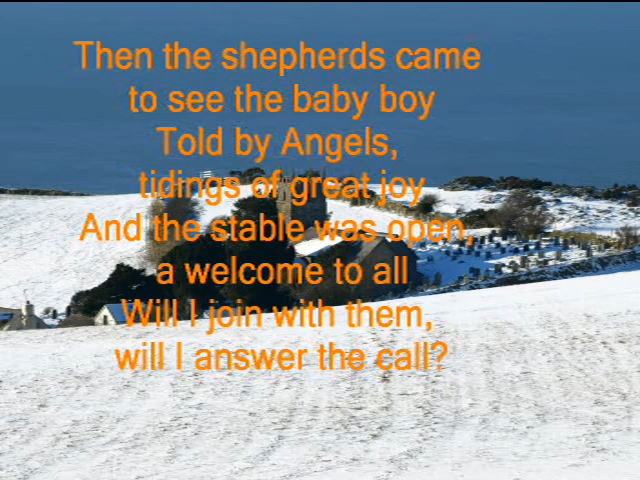 Then the shepherds came
to see the baby boy
Told by Angels,
tidings of great joy
And the stable was open,
a welcome to all
Will I join with them,
will I answer the call?